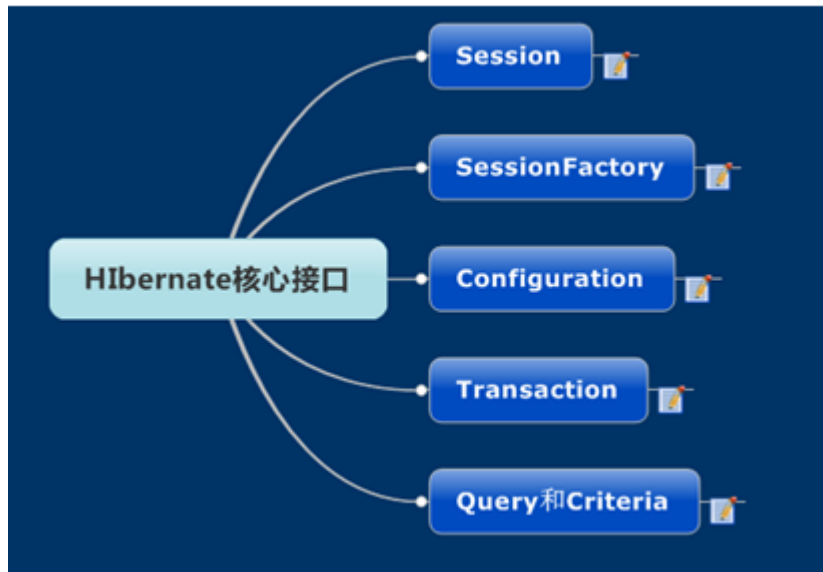 Session
SessionFactory
HIbernate核心接口
Configuration
Transaction
Query和Criteria